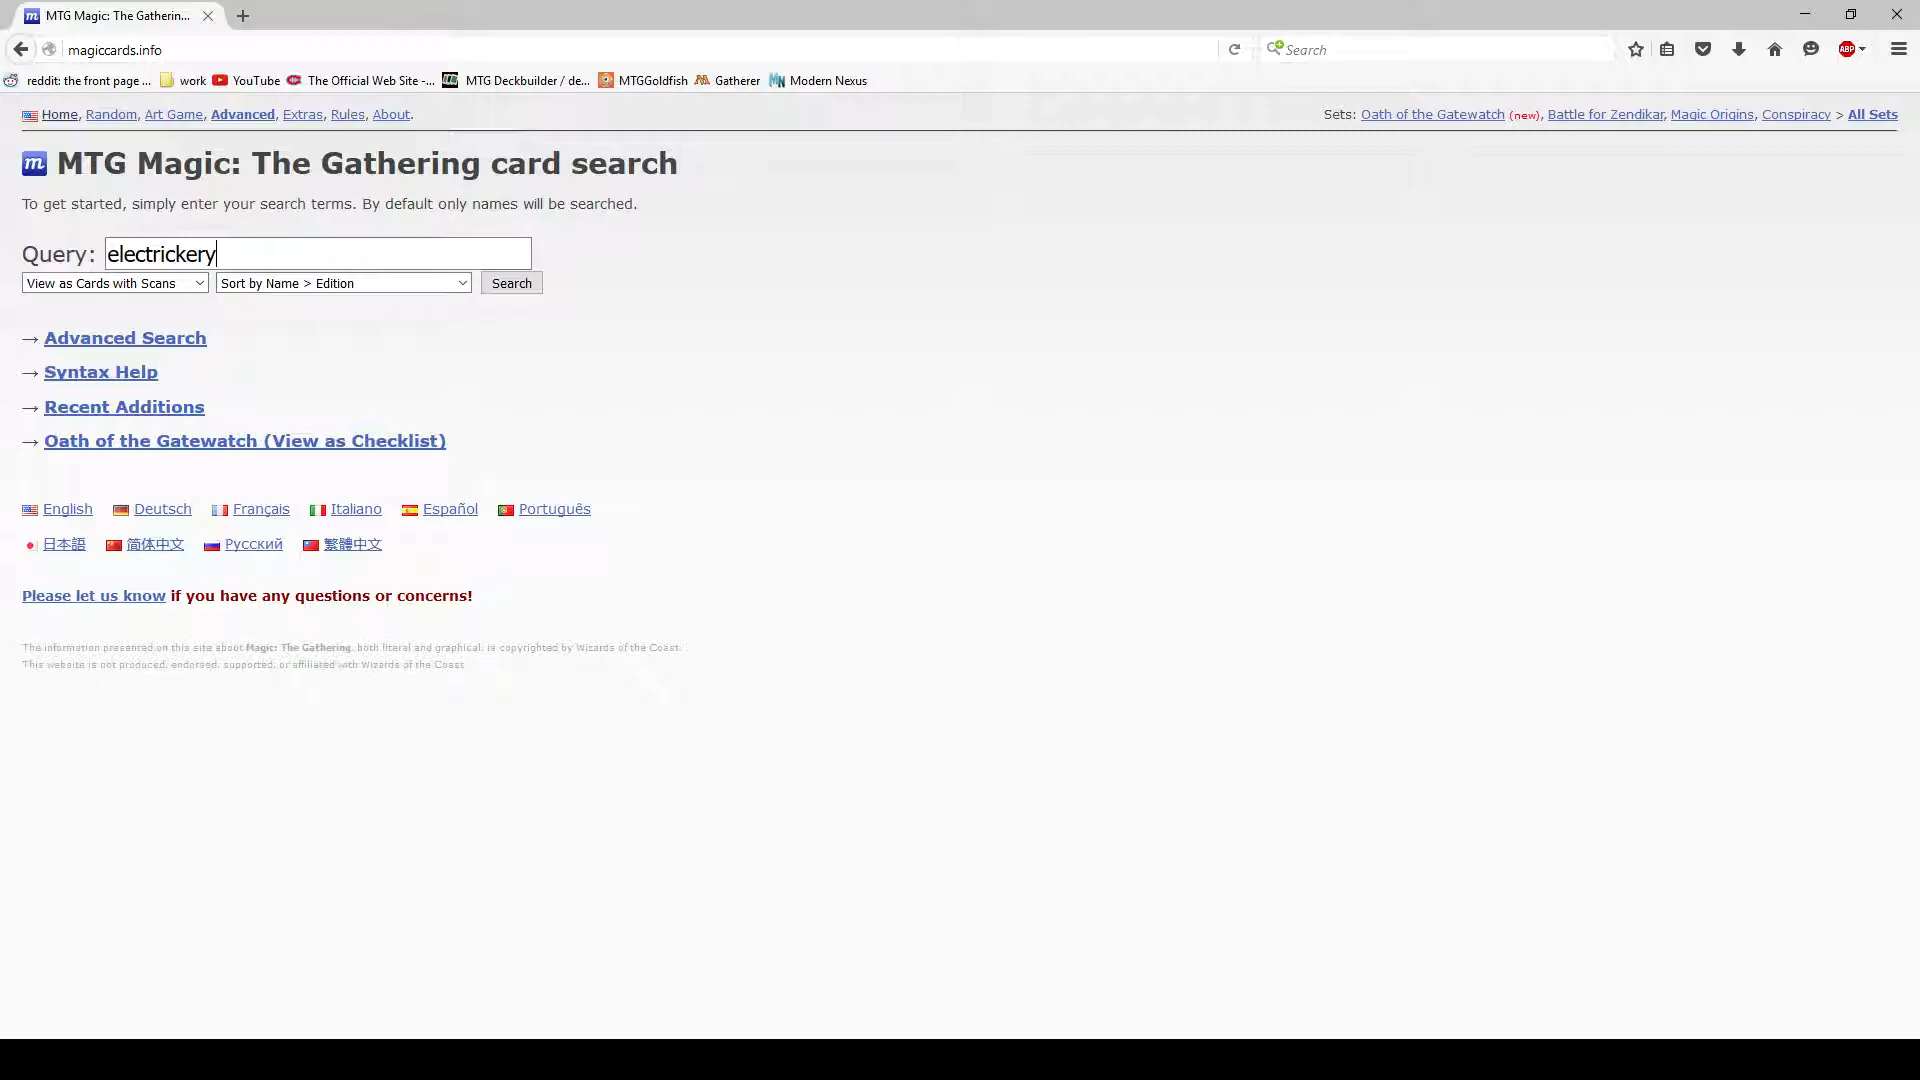 MTG Magic: The Gatherin...
magiccards.info
Search
reddit: the front page ... work YouTube The Official Web Site -... MTG Deckbuilder / de... MTGGoldfish Gatherer Modern Nexus
Home, Random, Art Game, Advanced, Extras, Rules, About.
Sets: Oath of the Gatewatch (new), Battle for Zendikar, Magic Origins, Conspiracy > All Sets
m MTG Magic: The Gathering card search
To get started, simply enter your search terms. By default only names will be searched.
Query: electrickery
View as Cards with Scans Sort by Name > Edition Search
→ Advanced Search
→ Syntax Help
→ Recent Additions
→ Oath of the Gatewatch (View as Checklist)
English Deutsch Français Italiano Español Português
日本語 简体中文 Русский 繁體中文
Please let us know if you have any questions or concerns!
The information presented on this site about Magic: The Gathering, both literal and graphical, is copyrighted by Wizards of the Coast.
This website is not produced, endorsed, supported, or affiliated with Wizards of the Coast.